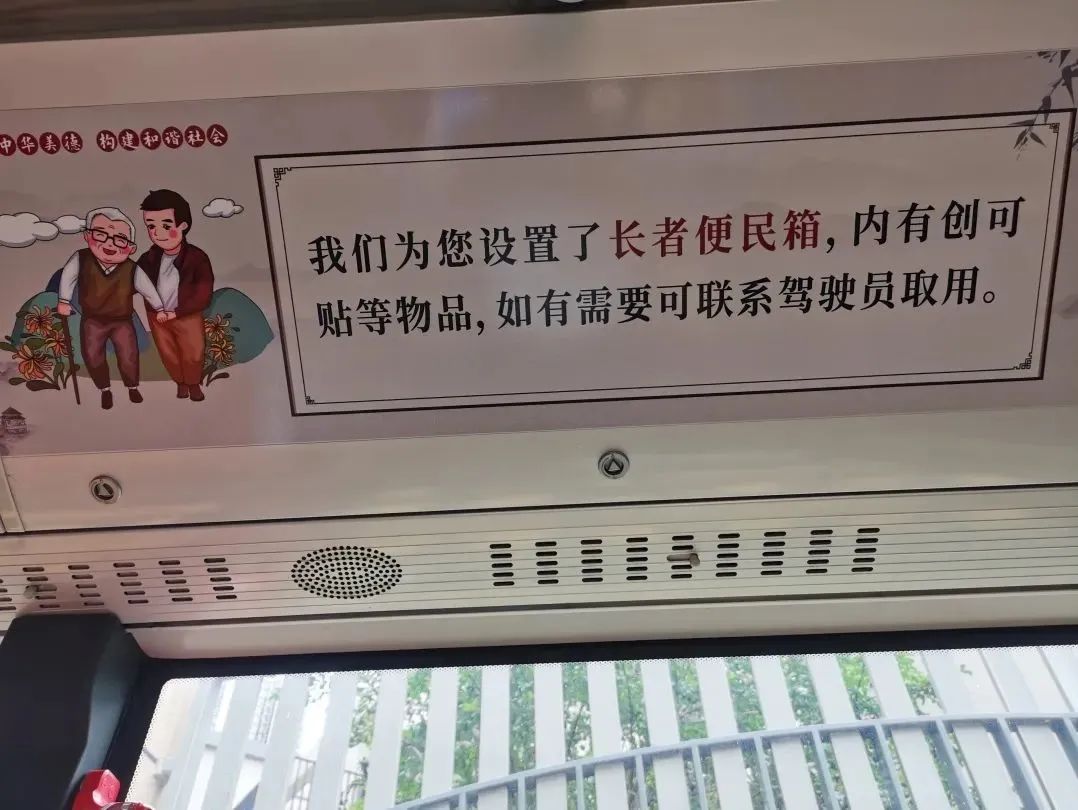 中华美德 构建和谐社会
我们为您设置了长者便民箱，内有创可
贴等物品，如有需要可联系驾驶员取用。